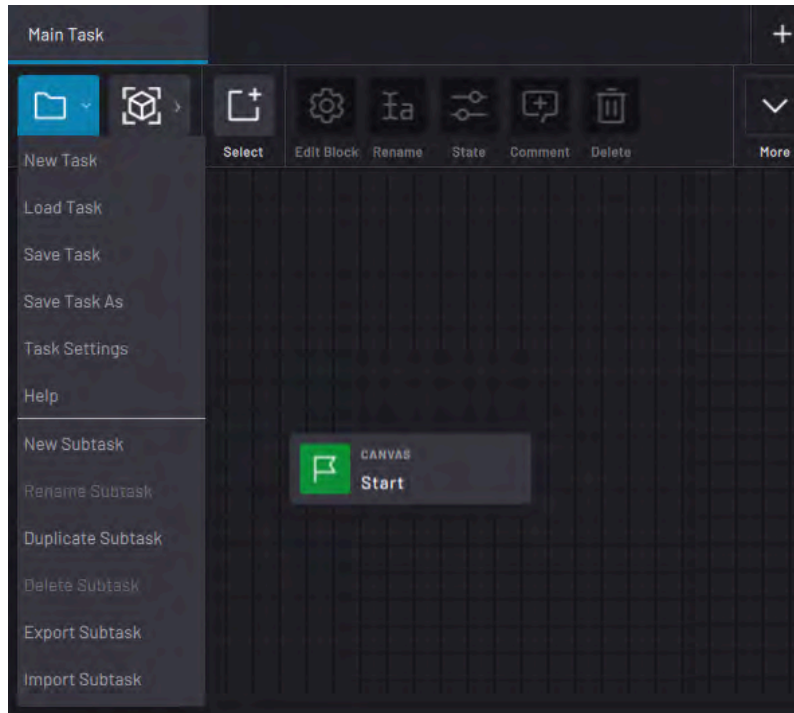 Main Task
Select
Edit Block
Rename
State
Comment
Delete
More
New Task
Load Task
Save Task
Save Task As
Task Settings
Help
New Subtask
Rename Subtask
Duplicate Subtask
Delete Subtask
Export Subtask
Import Subtask
CANVAS
Start